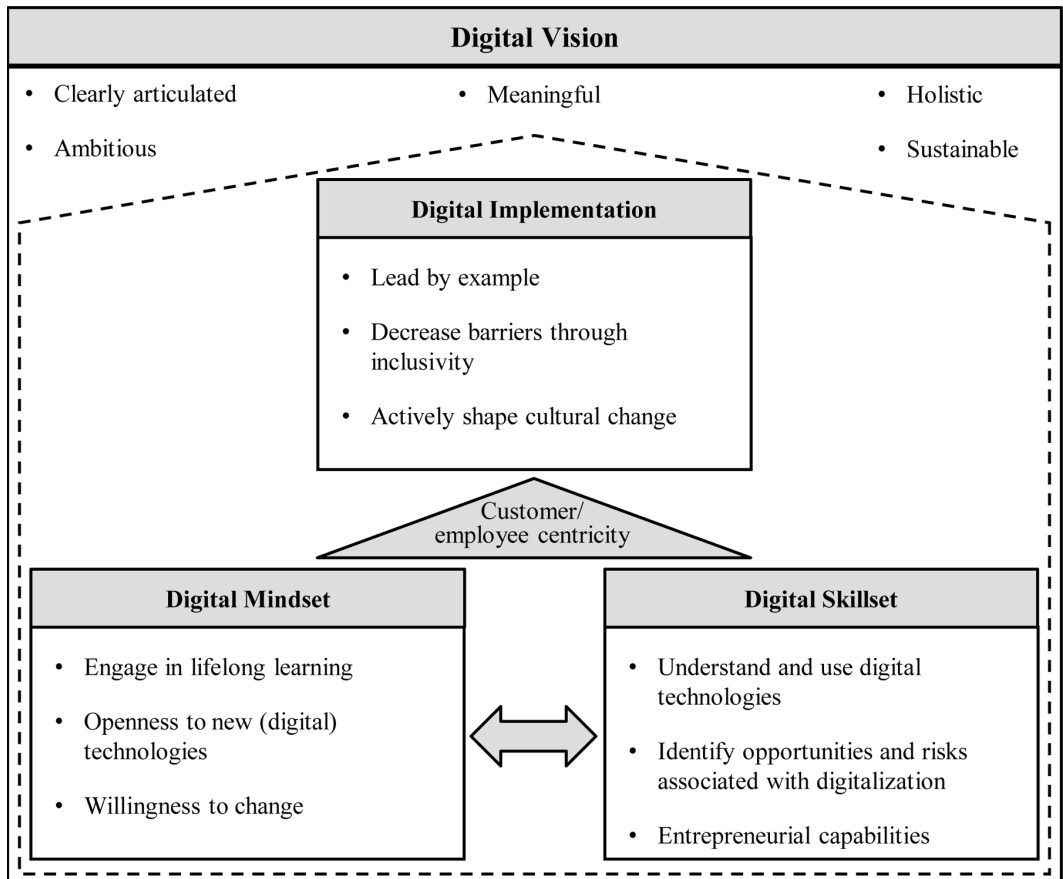 Digital Vision
• Clearly articulated
• Meaningful
• Holistic
• Ambitious
• Sustainable
Digital Implementation
• Lead by example
• Decrease barriers through
inclusivity
• Actively shape cultural change
Customer/
employee centricity
Digital Mindset
• Engage in lifelong learning
• Openness to new (digital)
technologies
• Willingness to change
Digital Skillset
• Understand and use digital
technologies
• Identify opportunities and risks
associated with digitalization
• Entrepreneurial capabilities